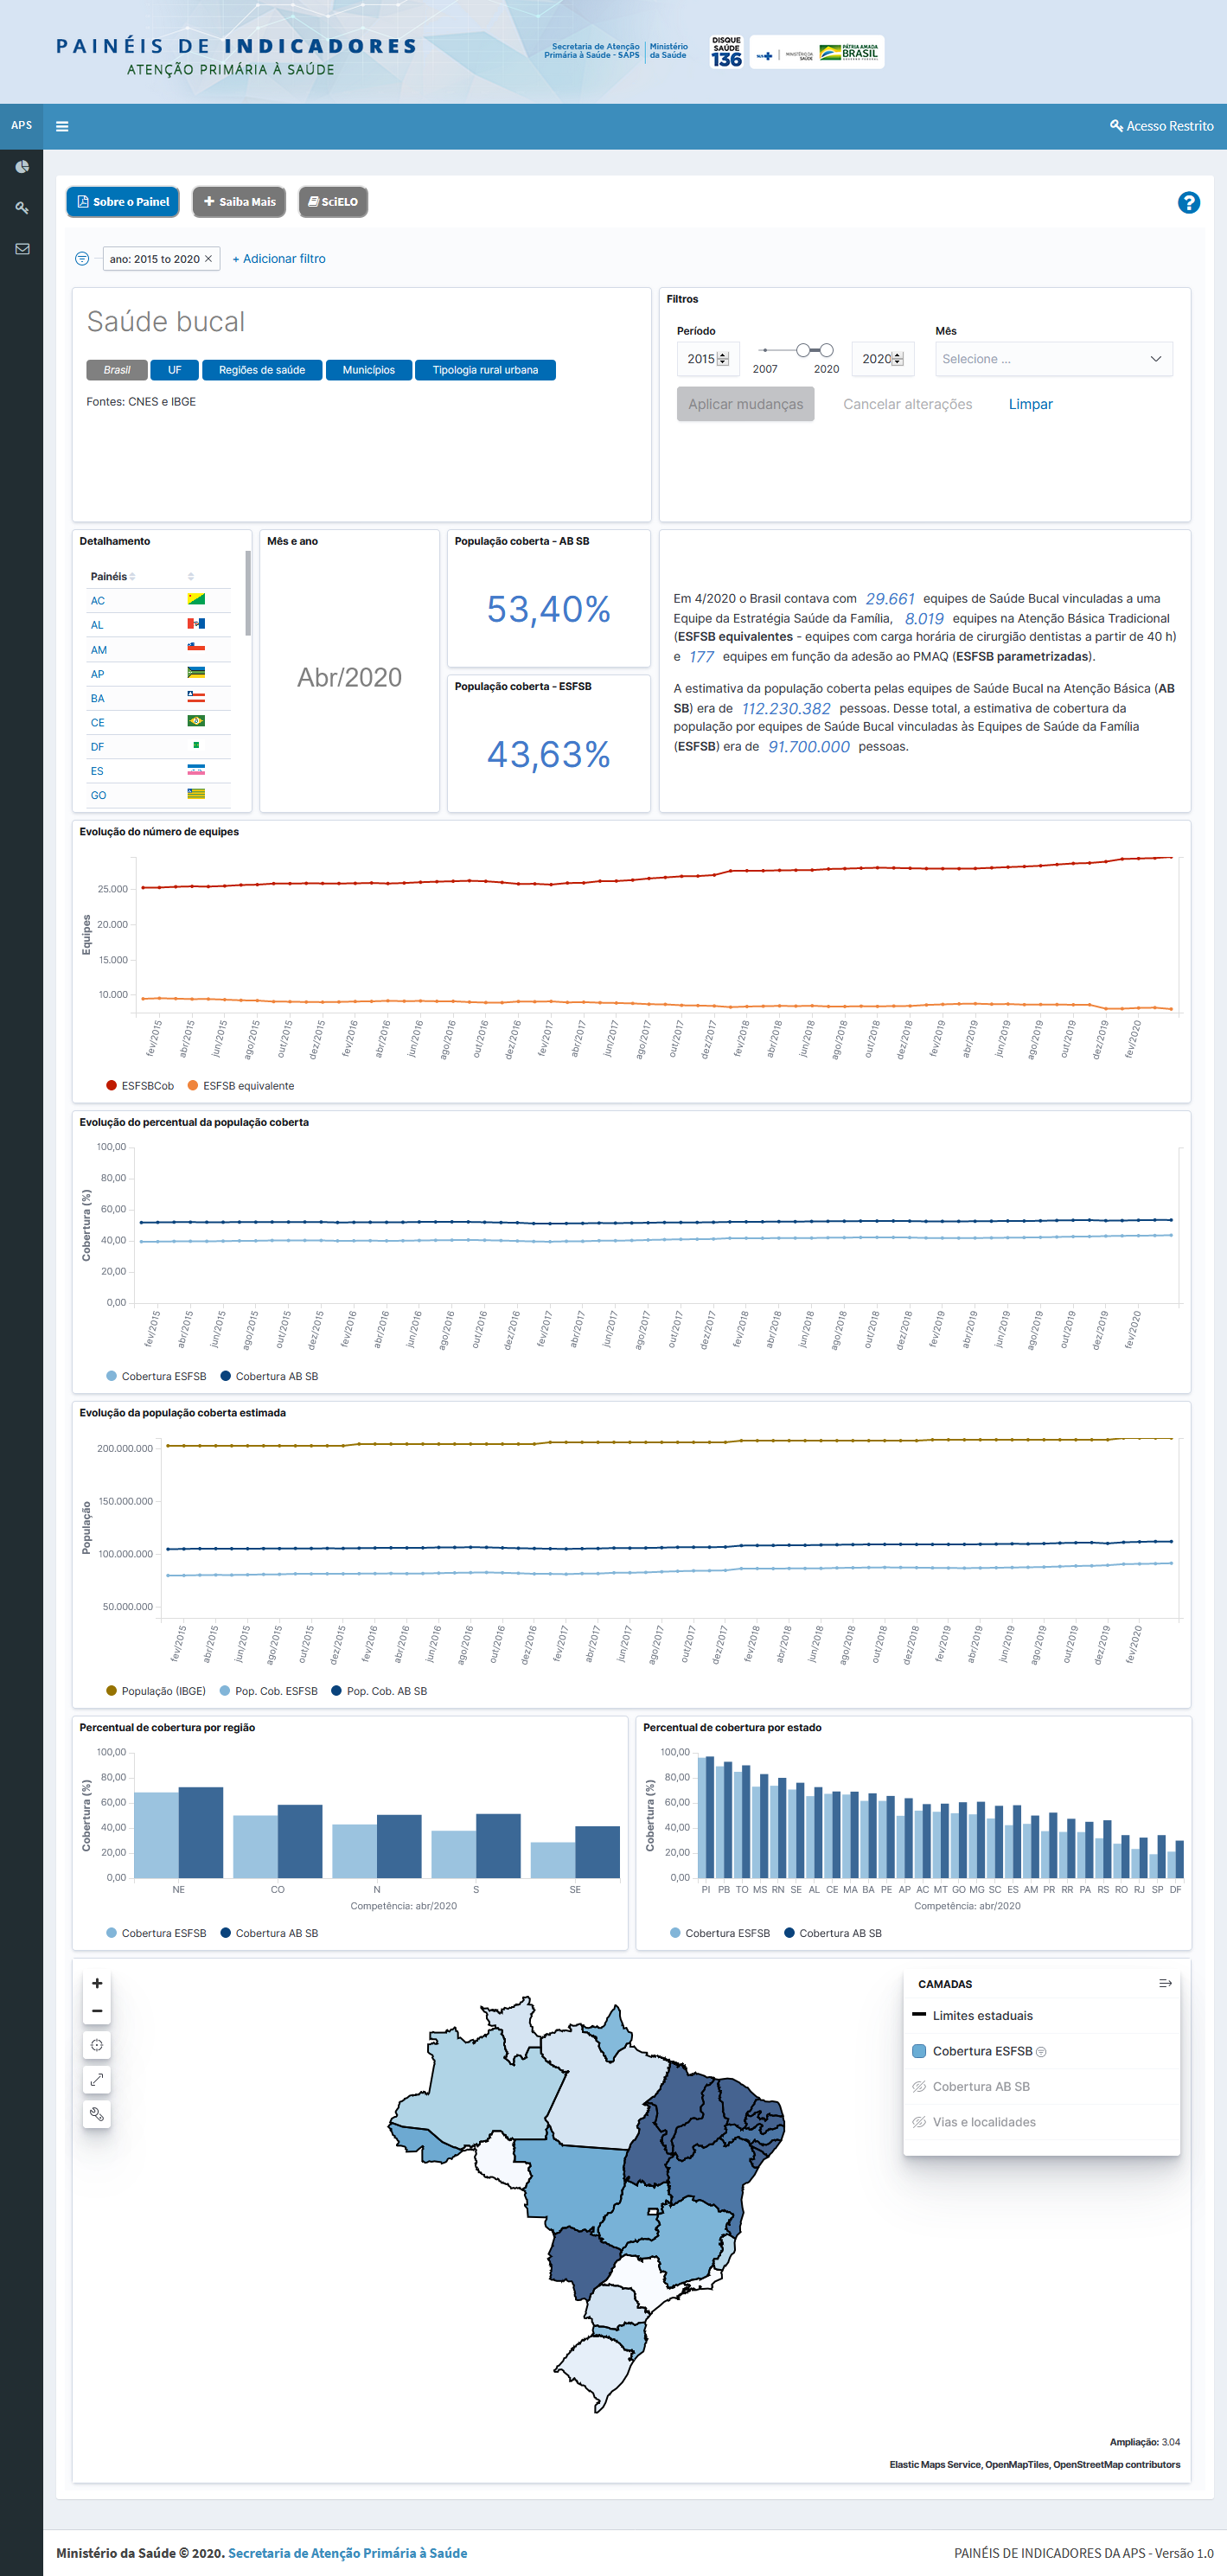 PAINÉIS DE INDICADORES
ATENÇÃO PRIMÁRIA À SAÚDE
Secretaria de Atenção
Primária à Saúde - SAPS
Ministério
da Saúde
DISQUE
SAÚDE
136
SUS
MINISTÉRIO DA
SAÚDE
PÁTRIA AMADA
BRASIL
APS
Acesso Restrito
Sobre o Painel
Saiba Mais
SciELO
ano: 2015 to 2020 ×
+ Adicionar filtro
Saúde bucal
Brasil
UF
Regiões de saúde
Municípios
Tipologia rural urbana
Fontes: CNES e IBGE
Filtros
Período
Mês
2015
2007
2020
2020
Selecione ...
Aplicar mudanças
Cancelar alterações
Limpar
Detalhamento
Painéis
AC
AL
AM
AP
BA
CE
DF
ES
GO
Mês e ano
Abr/2020
População coberta - AB SB
53,40%
População coberta - ESFSB
43,63%
Em 4/2020 o Brasil contava com 29.661 equipes de Saúde Bucal vinculadas a uma
Equipe da Estratégia Saúde da Família, 8.019 equipes na Atenção Básica Tradicional
(ESFSB equivalentes - equipes com carga horária de cirurgião dentistas a partir de 40 h)
e 177 equipes em função da adesão ao PMAQ (ESFSB parametrizadas).
A estimativa da população coberta pelas equipes de Saúde Bucal na Atenção Básica (AB
SB) era de 112.230.382 pessoas. Desse total, a estimativa de cobertura da
população por equipes de Saúde Bucal vinculadas às Equipes de Saúde da Família
(ESFSB) era de 91.700.000 pessoas.
Evolução do número de equipes
Equipes
25.000
20.000
15.000
10.000
fev/2015 abr/2015 jun/2015 ago/2015 out/2015 dez/2015 fev/2016 abr/2016 jun/2016 ago/2016 out/2016 dez/2016 fev/2017 abr/2017 jun/2017 ago/2017 out/2017 dez/2017 fev/2018 abr/2018 jun/2018 ago/2018 out/2018 dez/2018 fev/2019 abr/2019 jun/2019 ago/2019 out/2019 dez/2019 fev/2020
ESFSBCob
ESFSB equivalente
Evolução do percentual da população coberta
Cobertura (%)
100,00
80,00
60,00
40,00
20,00
0,00
fev/2015 abr/2015 jun/2015 ago/2015 out/2015 dez/2015 fev/2016 abr/2016 jun/2016 ago/2016 out/2016 dez/2016 fev/2017 abr/2017 jun/2017 ago/2017 out/2017 dez/2017 fev/2018 abr/2018 jun/2018 ago/2018 out/2018 dez/2018 fev/2019 abr/2019 jun/2019 ago/2019 out/2019 dez/2019 fev/2020
Cobertura ESFSB
Cobertura AB SB
Evolução da população coberta estimada
População
200.000.000
150.000.000
100.000.000
50.000.000
fev/2015 abr/2015 jun/2015 ago/2015 out/2015 dez/2015 fev/2016 abr/2016 jun/2016 ago/2016 out/2016 dez/2016 fev/2017 abr/2017 jun/2017 ago/2017 out/2017 dez/2017 fev/2018 abr/2018 jun/2018 ago/2018 out/2018 dez/2018 fev/2019 abr/2019 jun/2019 ago/2019 out/2019 dez/2019 fev/2020
População (IBGE)
Pop. Cob. ESFSB
Pop. Cob. AB SB
Percentual de cobertura por região
Cobertura (%)
100,00
80,00
60,00
40,00
20,00
0,00
NE CO N S SE
Competência: abr/2020
Cobertura ESFSB
Cobertura AB SB
Percentual de cobertura por estado
Cobertura (%)
100,00
80,00
60,00
40,00
20,00
0,00
PI PB TO MS RN SE AL CE MA BA PE AP AC MT GO MG SC ES AM PR RR PA RS RO RJ SP DF
Competência: abr/2020
Cobertura ESFSB
Cobertura AB SB
CAMADAS
Limites estaduais
Cobertura ESFSB
Cobertura AB SB
Vias e localidades
Ampliação: 3.04
Elastic Maps Service, OpenMapTiles, OpenStreetMap contributors
Ministério da Saúde © 2020. Secretaria de Atenção Primária à Saúde
PAINÉIS DE INDICADORES DA APS - Versão 1.0